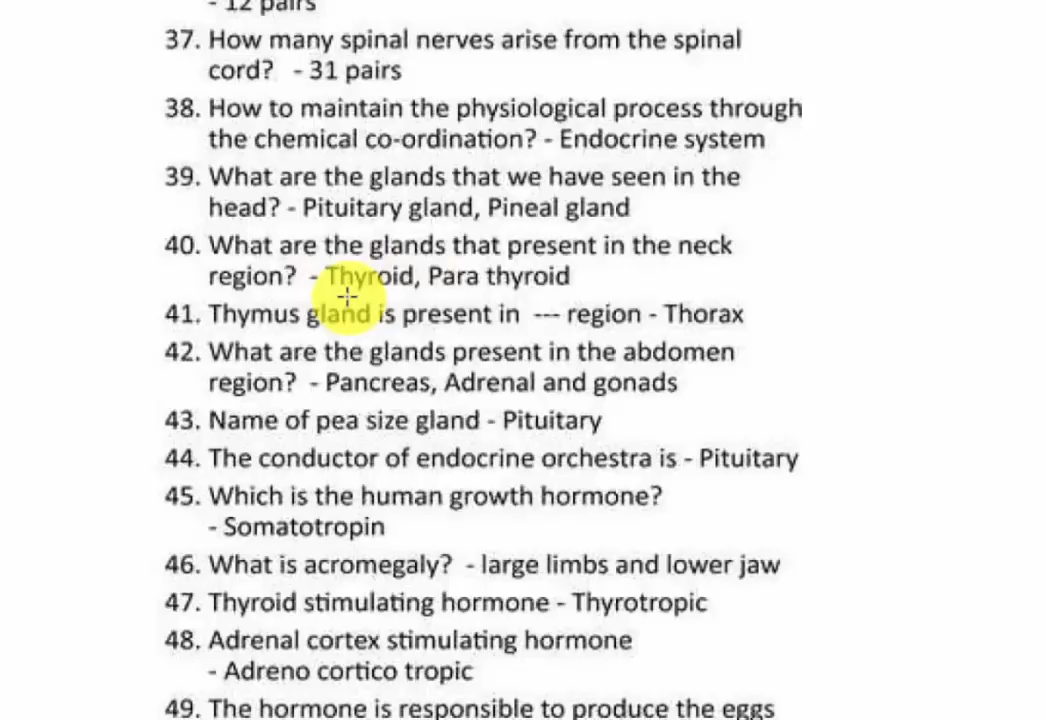 - 12 pairs
37. How many spinal nerves arise from the spinal
cord? - 31 pairs
38. How to maintain the physiological process through
the chemical co-ordination? - Endocrine system
39. What are the glands that we have seen in the
head? - Pituitary gland, Pineal gland
40. What are the glands that present in the neck
region? - Thyroid, Para thyroid
41. Thymus gland is present in --- region - Thorax
42. What are the glands present in the abdomen
region? - Pancreas, Adrenal and gonads
43. Name of pea size gland - Pituitary
44. The conductor of endocrine orchestra is - Pituitary
45. Which is the human growth hormone?
- Somatotropin
46. What is acromegaly? - large limbs and lower jaw
47. Thyroid stimulating hormone - Thyrotropic
48. Adrenal cortex stimulating hormone
- Adreno cortico tropic
49. The hormone is responsible to produce the eggs